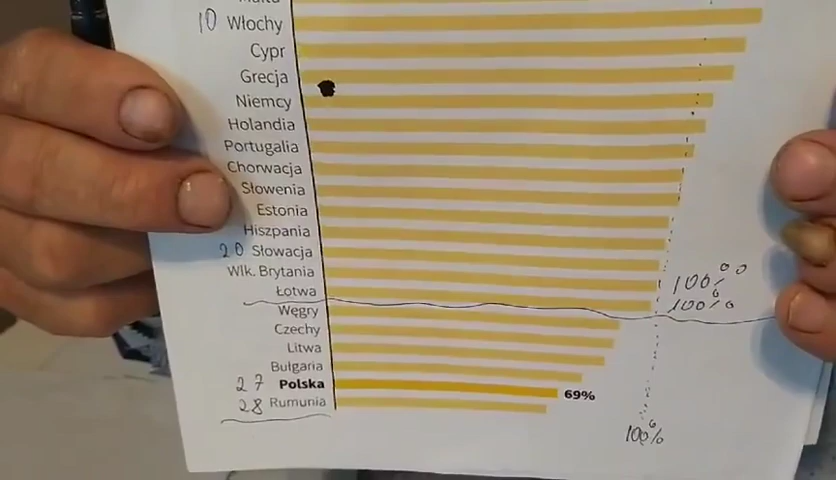 10 Włochy
Cypr
Grecja
Niemcy
Holandia
Portugalia
Chorwacja
Słowenia
Estonia
Hiszpania
20 Słowacja
Wlk. Brytania
Łotwa
100%
100%
Węgry
Czechy
Litwa
Bułgaria
27 Polska 69%
28 Rumunia
100%